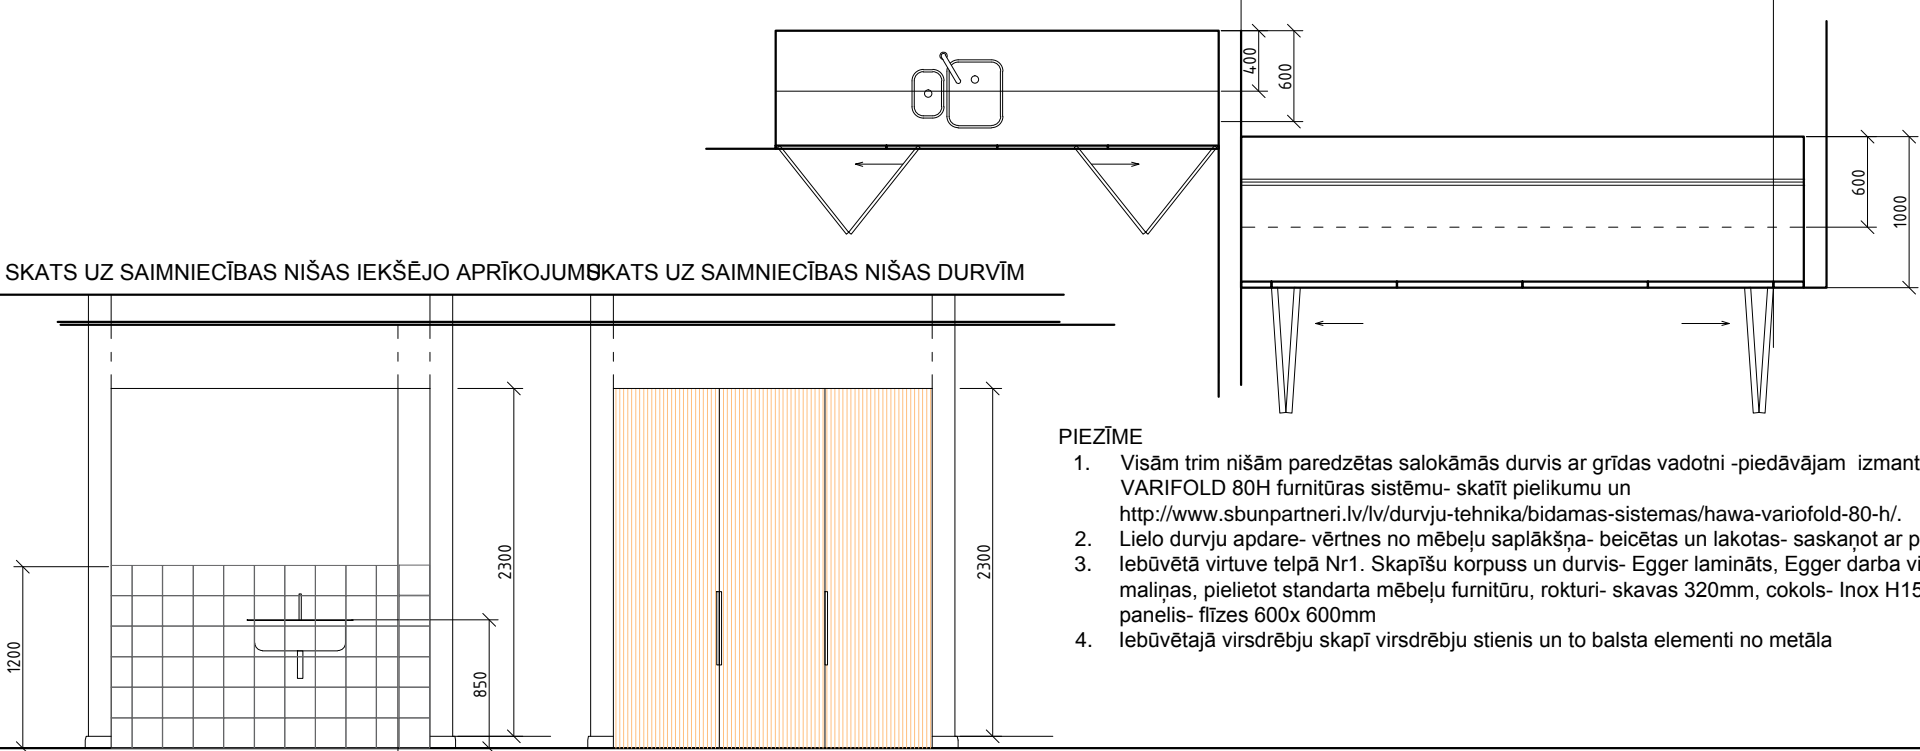 400
600
600
1000
SKATS UZ SAIMNIECĪBAS NIŠAS IEKŠĒJO APRĪKOJUMU
SKATS UZ SAIMNIECĪBAS NIŠAS DURVĪM
2300
2300
1200
850
PIEZĪME
1. Visām trim nišām paredzētas salokāmās durvis ar grīdas vadotni -piedāvājam izmant
VARIFOLD 80H furnitūras sistēmu- skatīt pielikumu un
http://www.sbunpartneri.lv/lv/durvju-tehnika/bidamas-sistemas/hawa-variofold-80-h/.
2. Lielo durvju apdare- vērtnes no mēbeļu saplākšņa- beicētas un lakotas- saskaņot ar p
3. Iebūvētā virtuve telpā Nr1. Skapīšu korpuss un durvis- Egger lamināts, Egger darba vi
maliņas, pielietot standarta mēbeļu furnitūru, rokturi- skavas 320mm, cokols- Inox H15
panelis- flīzes 600x 600mm
4. Iebūvētajā virsdrēbju skapī virsdrēbju stienis un to balsta elementi no metāla